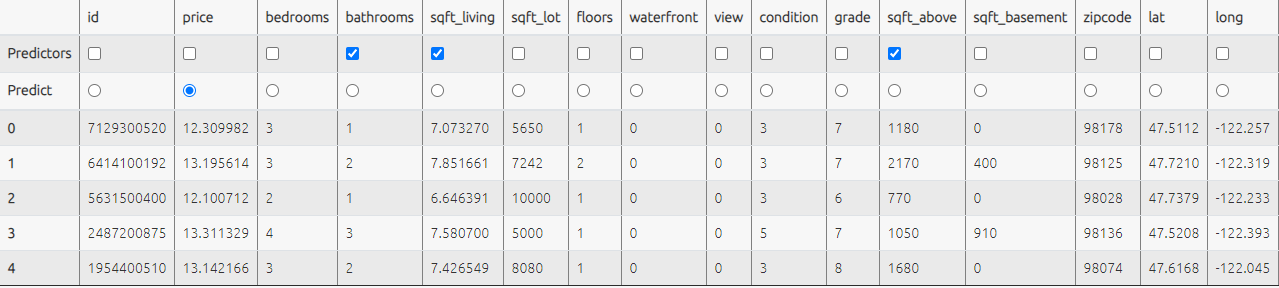 id price bedrooms bathrooms sqft_living sqft_lot floors waterfront view condition grade sqft_above sqft_basement zipcode lat long
Predictors
Predict
0 7129300520 12.309982 3 1 7.073270 5650 1 0 0 3 7 1180 0 98178 47.5112 -122.257
1 6414100192 13.195614 3 2 7.851661 7242 2 0 0 3 7 2170 400 98125 47.7210 -122.319
2 5631500400 12.100712 2 1 6.646391 10000 1 0 0 3 6 770 0 98028 47.7379 -122.233
3 2487200875 13.311329 4 3 7.580700 5000 1 0 0 5 7 1050 910 98136 47.5208 -122.393
4 1954400510 13.142166 3 2 7.426549 8080 1 0 0 3 8 1680 0 98074 47.6168 -122.045